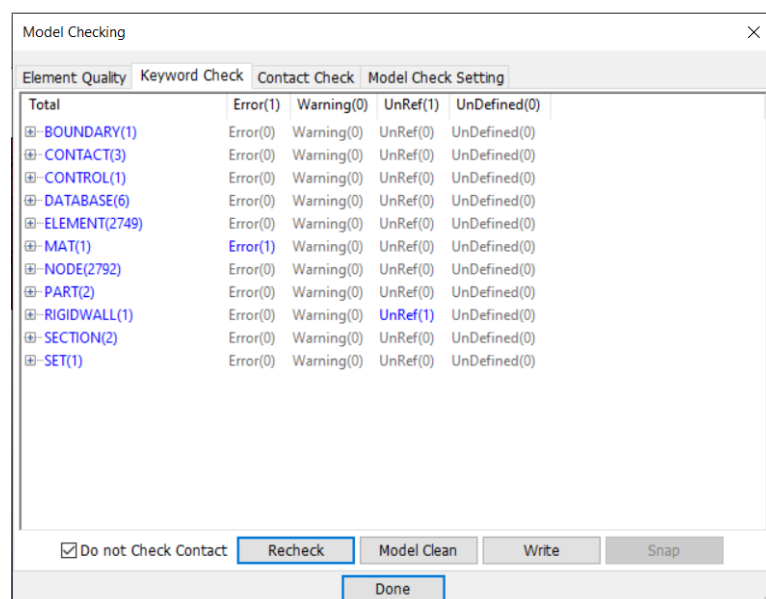 Model Checking
Element Quality Keyword Check Contact Check Model Check Setting
Total Error(1) Warning(0) UnRef(1) UnDefined(0)
BOUNDARY(1) Error(0) Warning(0) UnRef(0) UnDefined(0)
CONTACT(3) Error(0) Warning(0) UnRef(0) UnDefined(0)
CONTROL(1) Error(0) Warning(0) UnRef(0) UnDefined(0)
DATABASE(6) Error(0) Warning(0) UnRef(0) UnDefined(0)
ELEMENT(2749) Error(0) Warning(0) UnRef(0) UnDefined(0)
MAT(1) Error(1) Warning(0) UnRef(0) UnDefined(0)
NODE(2792) Error(0) Warning(0) UnRef(0) UnDefined(0)
PART(2) Error(0) Warning(0) UnRef(0) UnDefined(0)
RIGIDWALL(1) Error(0) Warning(0) UnRef(1) UnDefined(0)
SECTION(2) Error(0) Warning(0) UnRef(0) UnDefined(0)
SET(1) Error(0) Warning(0) UnRef(0) UnDefined(0)
Do not Check Contact Recheck Model Clean Write Snap
Done